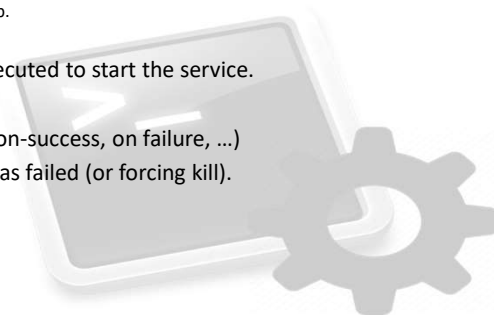 o.
ecuted to start the service.
on-success, on failure, …)
as failed (or forcing kill).